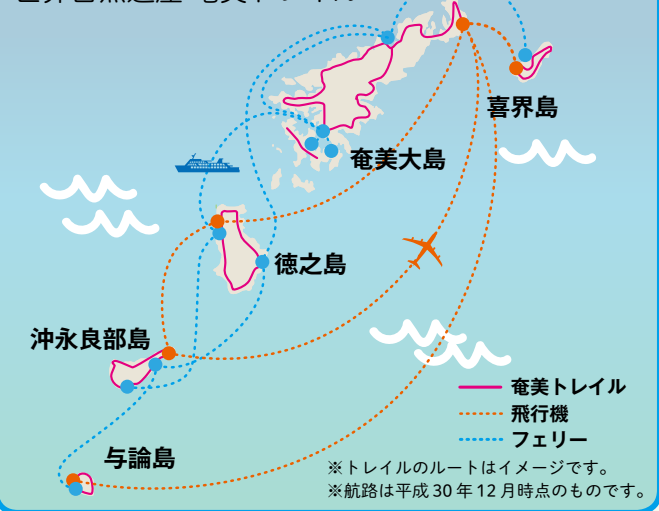 喜界島
奄美大島
徳之島
沖永良部島
与論島
奄美トレイル
飛行機
フェリー
※トレイルのルートはイメージです。
※航路は平成30年12月時点のものです。